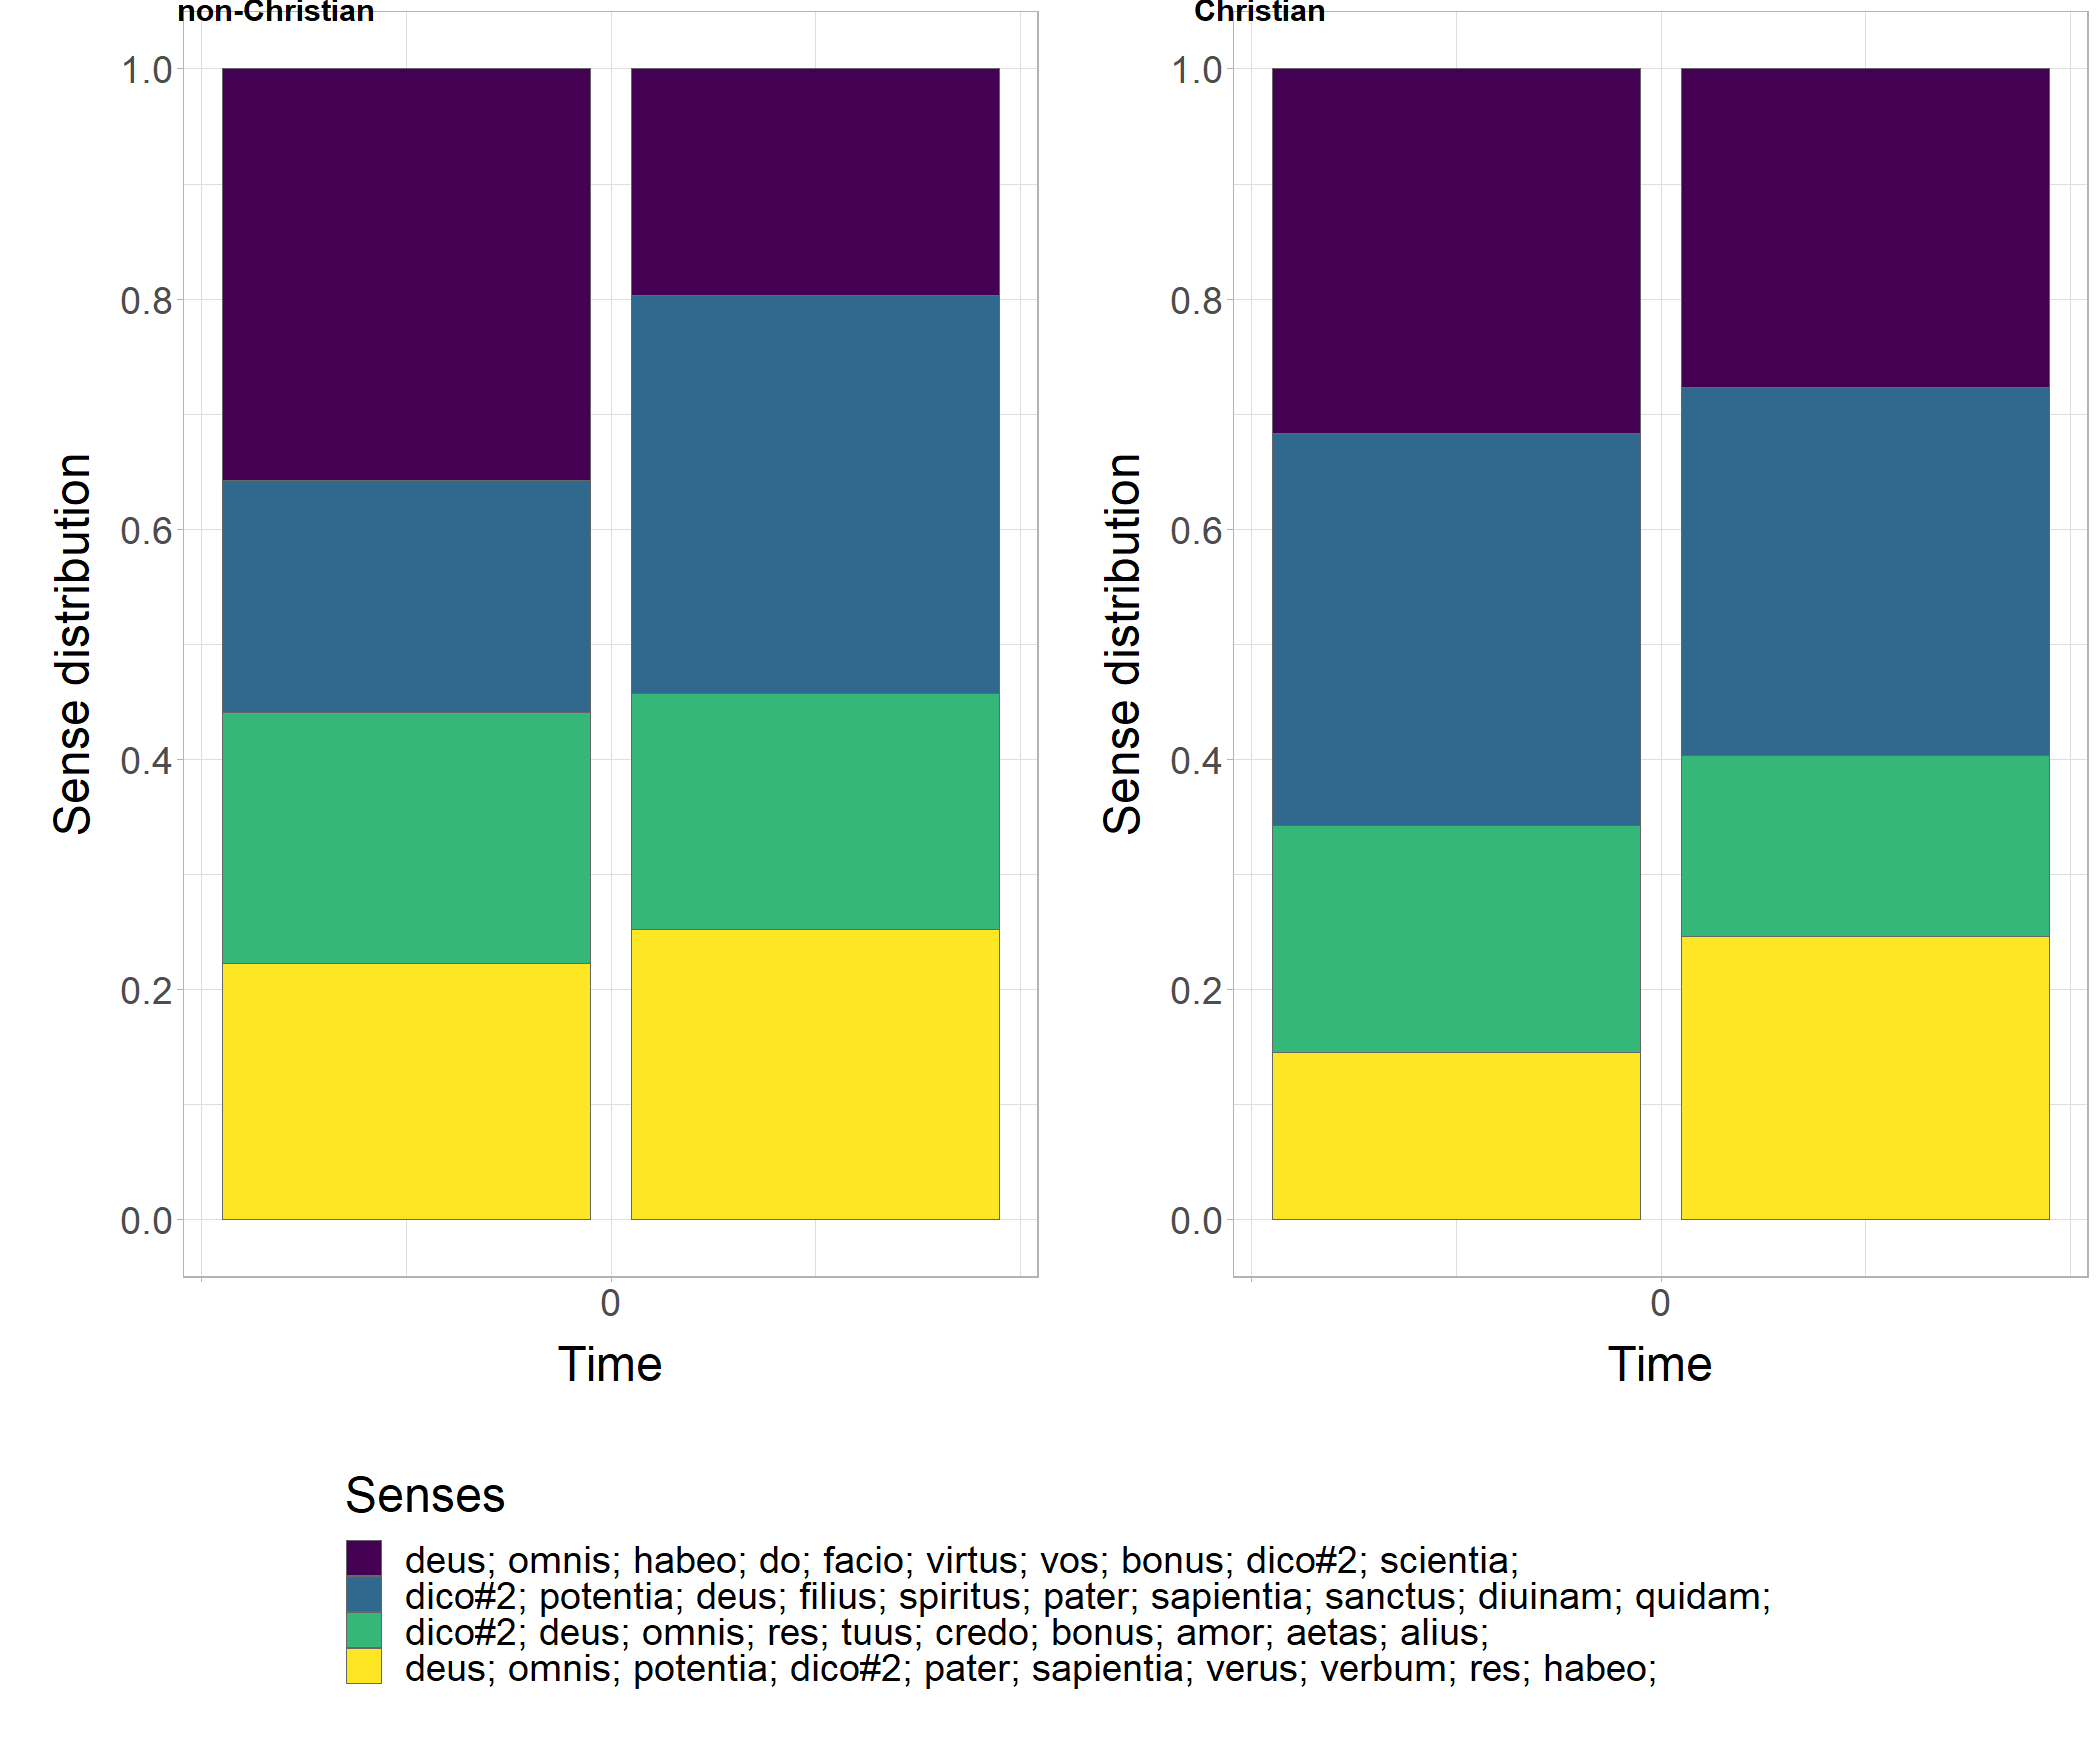 non-Christian
1.0
0.8
0.6
0.4
0.2
0.0
Sense distribution
0
Time
Christian
1.0
0.8
0.6
0.4
0.2
0.0
Sense distribution
0
Time
Senses
deus; omnis; habeo; do; facio; virtus; vos; bonus; dico#2; scientia;
dico#2; potentia; deus; filius; spiritus; pater; sapientia; sanctus; diuinam; quidam;
dico#2; deus; omnis; res; tuus; credo; bonus; amor; aetas; alius;
deus; omnis; potentia; dico#2; pater; sapientia; verus; verbum; res; habeo;